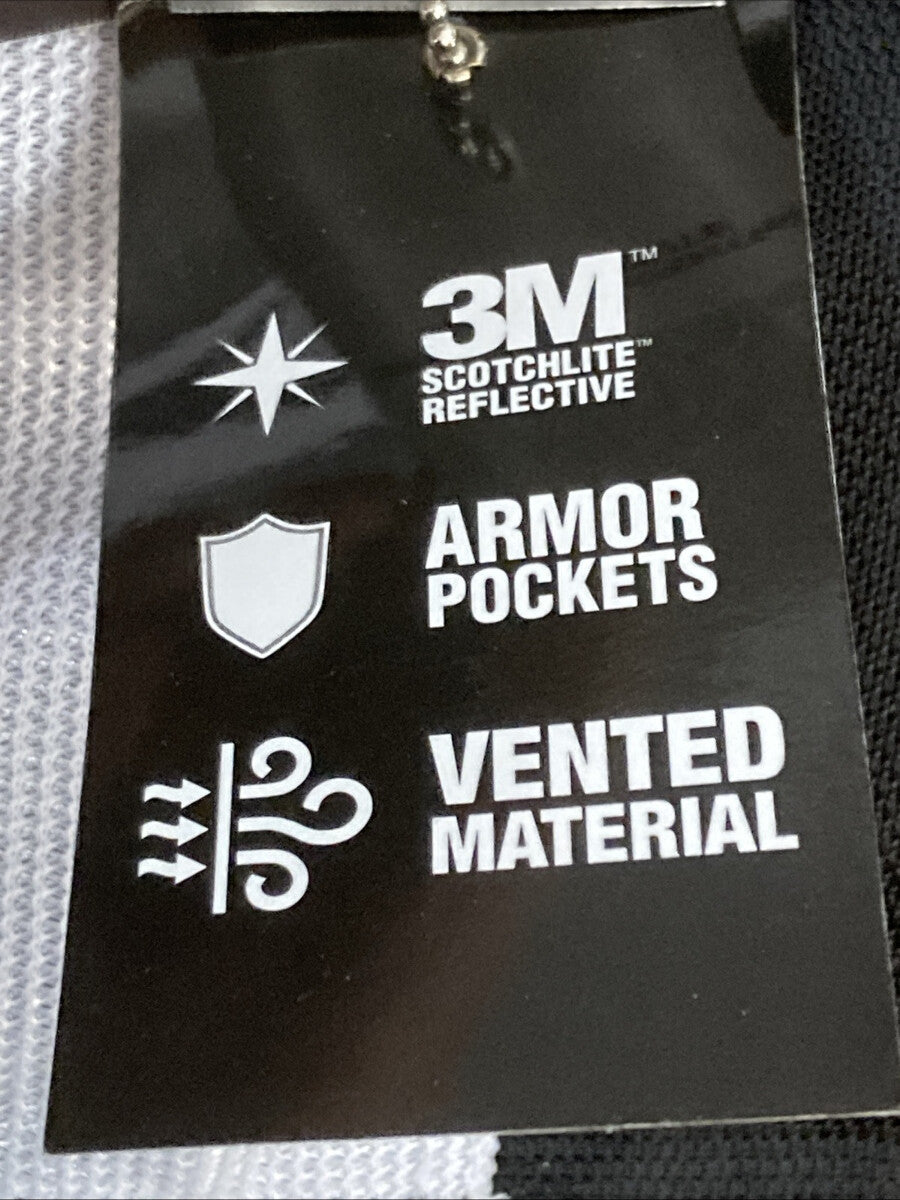 3M™
SCOTCHLITE™
REFLECTIVE
ARMOR
POCKETS
VENTED
MATERIAL